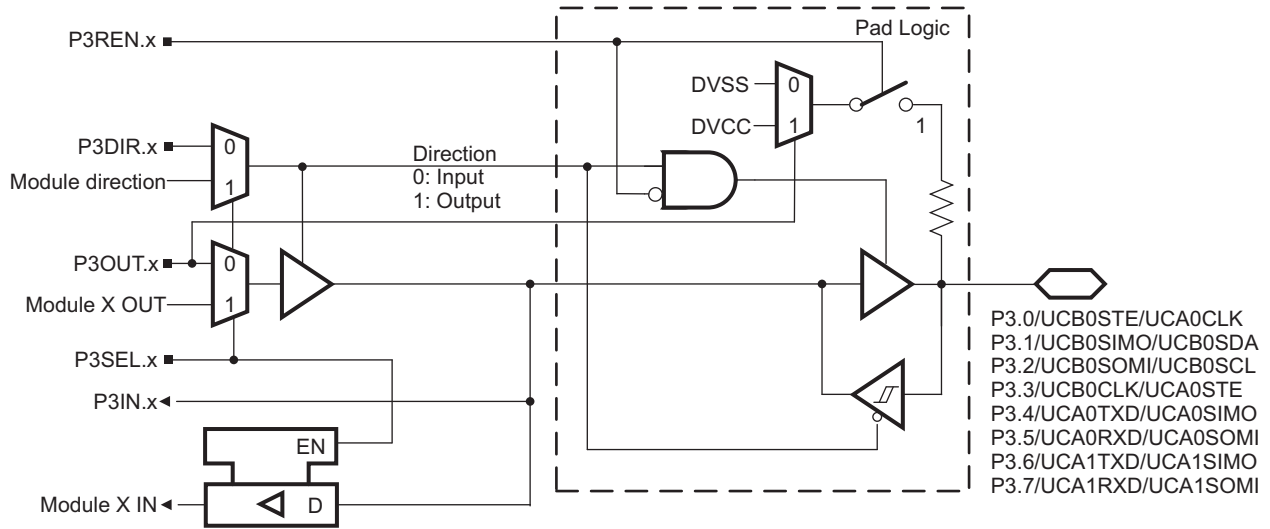 Pad Logic
P3REN.x
DVSS
0
DVCC
1
1
P3DIR.x
0
Module direction
1
Direction
0: Input
1: Output
P3OUT.x
0
Module X OUT
1
P3SEL.x
P3IN.x
EN
Module X IN
D
P3.0/UCB0STE/UCA0CLK
P3.1/UCB0SIMO/UCB0SDA
P3.2/UCB0SOMI/UCB0SCL
P3.3/UCB0CLK/UCA0STE
P3.4/UCA0TXD/UCA0SIMO
P3.5/UCA0RXD/UCA0SOMI
P3.6/UCA1TXD/UCA1SIMO
P3.7/UCA1RXD/UCA1SOMI